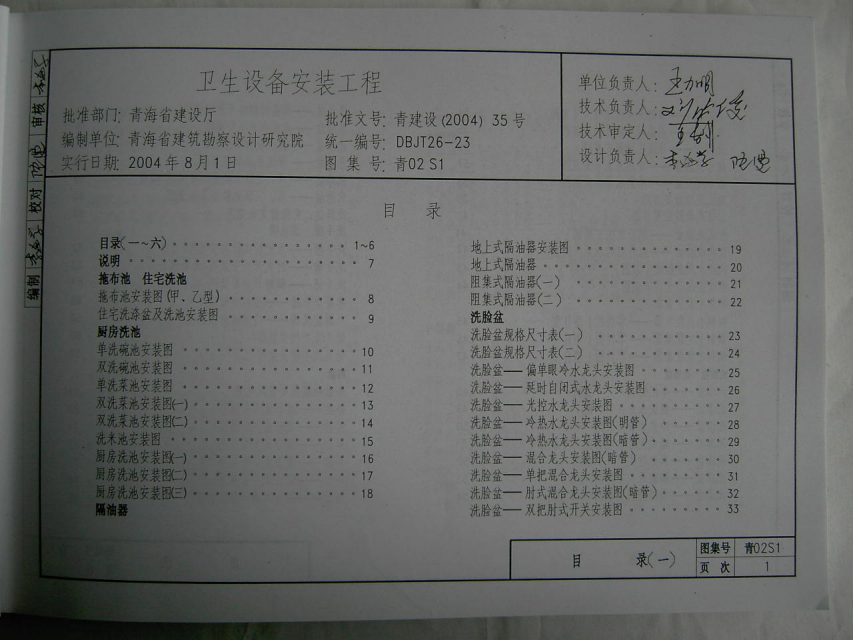 卫生设备安装工程
批准部门: 青海省建设厅 批准文号: 青建设(2004) 35号
编制单位: 青海省建筑勘察设计研究院 统一编号: DBJT26-23
实行日期: 2004年8月1日 图集号: 青02S1
单位负责人:
技术负责人:
技术审定人:
设计负责人:
审核
校对
编制
目 录
目录(一~六) 1~6
说明 7
拖布池 住宅洗池
拖布池安装图(甲、乙型) 8
住宅洗涤盆及洗池安装图 9
厨房洗池
单洗碗池安装图 10
双洗碗池安装图 11
单洗菜池安装图 12
双洗菜池安装图(一) 13
双洗菜池安装图(二) 14
洗米池安装图 15
厨房洗池安装图(一) 16
厨房洗池安装图(二) 17
厨房洗池安装图(三) 18
隔油器
地上式隔油器安装图 19
地上式隔油器 20
阻集式隔油器(一) 21
阻集式隔油器(二) 22
洗脸盆
洗脸盆规格尺寸表(一) 23
洗脸盆规格尺寸表(二) 24
洗脸盆——偏单眼冷水龙头安装图 25
洗脸盆——延时自闭式水龙头安装图 26
洗脸盆——光控水龙头安装图 27
洗脸盆——冷热水龙头安装图(明管) 28
洗脸盆——冷热水龙头安装图(暗管) 29
洗脸盆——混合龙头安装图(暗管) 30
洗脸盆——单把混合龙头安装图 31
洗脸盆——肘式混合龙头安装图(暗管) 32
洗脸盆——双把肘式开关安装图 33
目 录(一) 图集号 青02S1
页 次 1